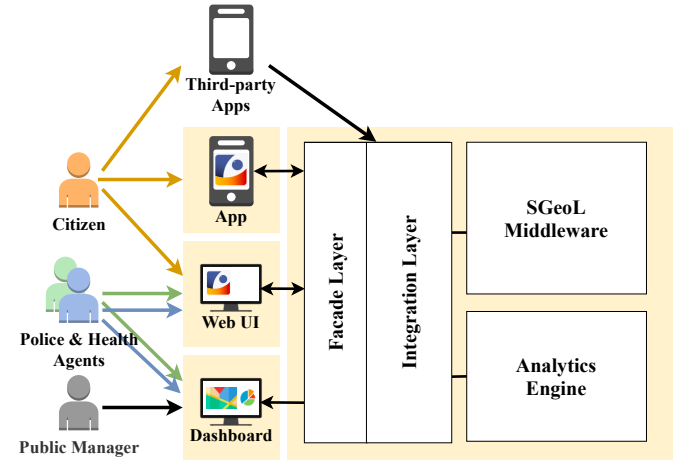 Third-party
Apps
Citizen
App
Police & Health
Agents
Web UI
Public Manager
Dashboard
Facade Layer
Integration Layer
SGeoL
Middleware
Analytics
Engine